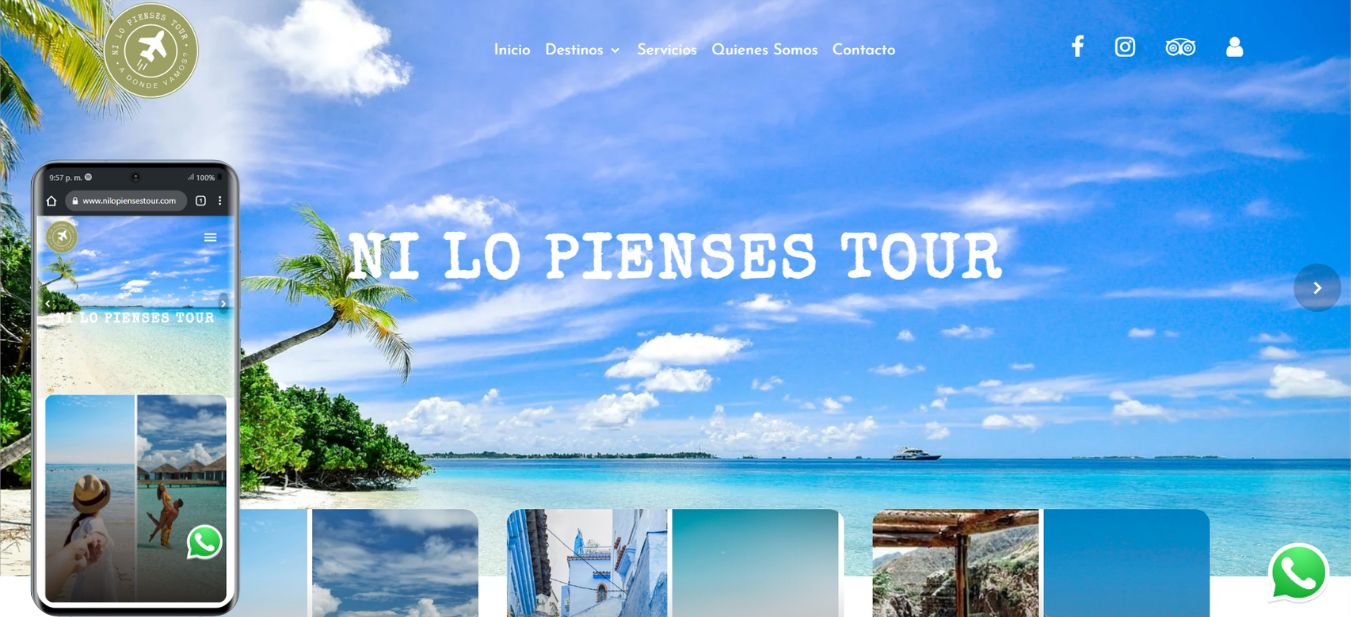 NI LO PIENSES TOUR
A DONDE VAMOS ?
Inicio Destinos Servicios Quienes Somos Contacto
9:57 p. m. 100%
www.nilopiensestour.com
1
NI LO PIENSES TOUR
NI LO PIENSES TOUR